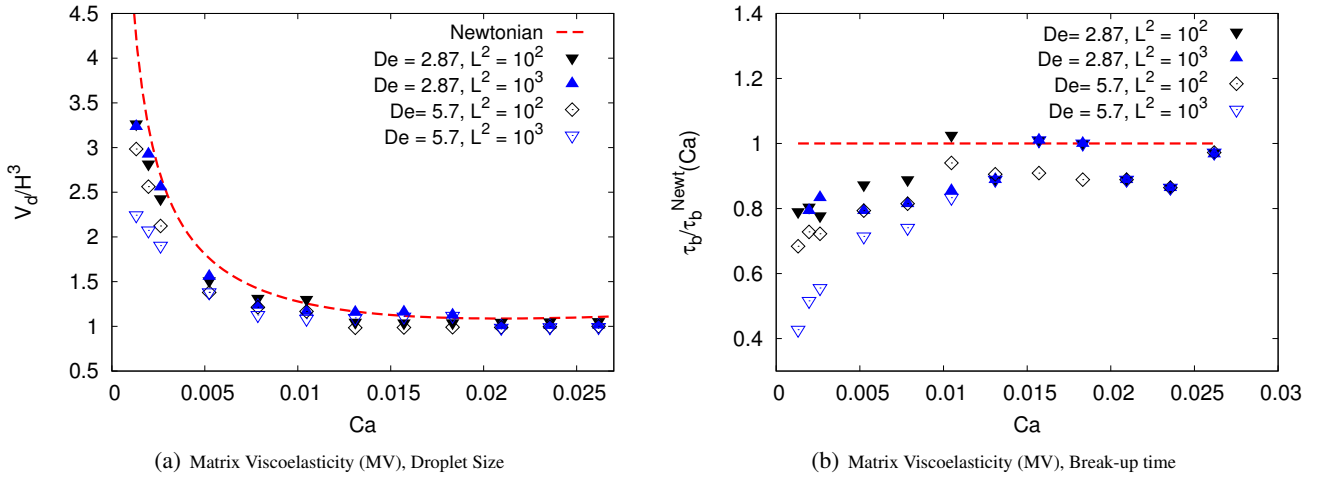 4.5
4
3.5
3
2.5
2
1.5
1
0.5
V_d/H^3
0 0.005 0.01 0.015 0.02 0.025
Ca
Newtonian
De = 2.87, L^2 = 10^2
De = 2.87, L^2 = 10^3
De= 5.7, L^2 = 10^2
De = 5.7, L^2 = 10^3
(a) Matrix Viscoelasticity (MV), Droplet Size
1.4
1.2
1
0.8
0.6
0.4
τ_b/τ_b^Newt(Ca)
0 0.005 0.01 0.015 0.02 0.025 0.03
Ca
De= 2.87, L^2 = 10^2
De = 2.87, L^2 = 10^3
De= 5.7, L^2 = 10^2
De = 5.7, L^2 = 10^3
(b) Matrix Viscoelasticity (MV), Break-up time